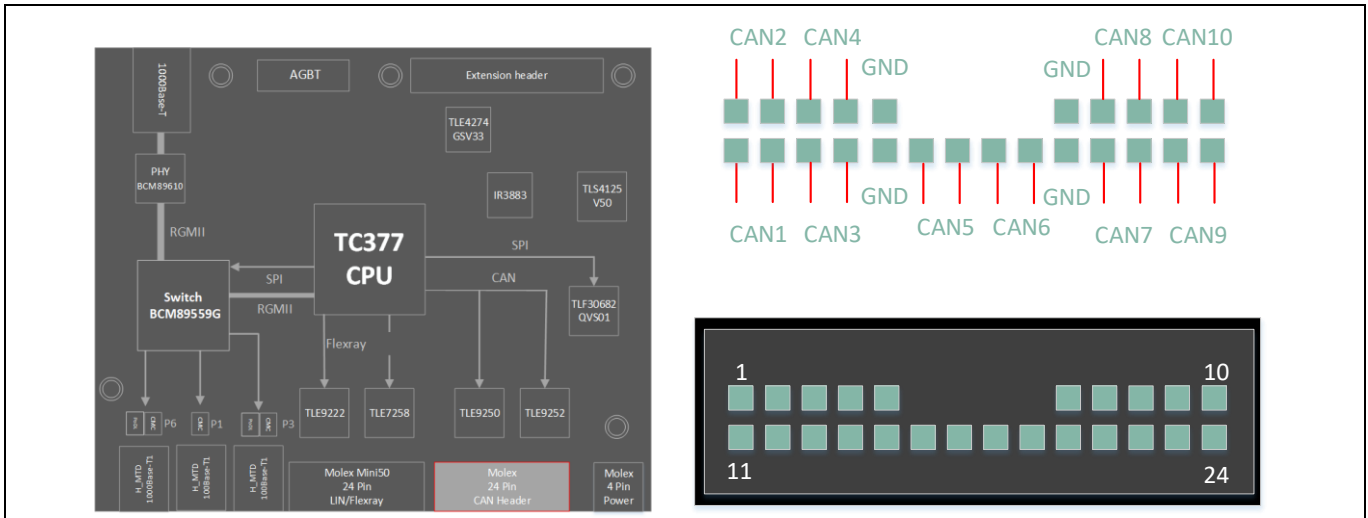 1000Base-T
AGBT
Extension header
TLE4274
GSV33
PHY
BCM89610
IR3883
TLS4125
V50
RGMII
TC377
CPU
SPI
SPI
CAN
Switch
BCM89559G
RGMII
TLF30682
QVS01
Flexray
TLE9222
TLE7258
TLE9250
TLE9252
CMC
P6
CMC
P1
CMC
P3
H_MTD
1000Base-T1
H_MTD
100Base-T1
H_MTD
100Base-T1
Molex Mini50
24 Pin
LIN/Flexray
Molex
24 Pin
CAN Header
Molex
4 Pin
Power
CAN2 CAN4 CAN8 CAN10
GND GND
GND GND
CAN1 CAN3 CAN5 CAN6 CAN7 CAN9
1 10
11 24